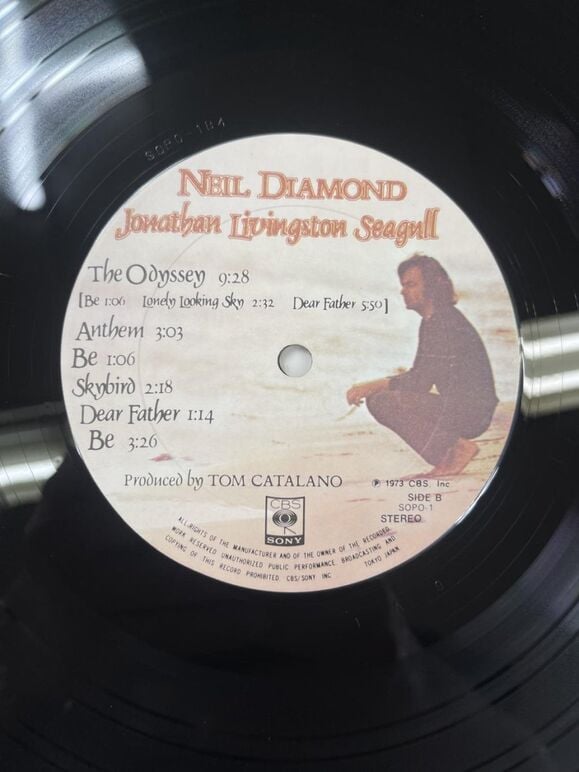 SOPO-1B4
NEIL DIAMOND
Jonathan Livingston Seagull
The Odyssey 9:28
[Be 1:06 Lonely Looking Sky 2:32 Dear Father 5:50]
Anthem 3:03
Be 1:06
Skybird 2:18
Dear Father 1:14
Be 3:26
Produced by TOM CATALANO
℗ 1973 CBS, Inc
SIDE B
SOPO-1
STEREO
CBS
SONY
ALL RIGHTS OF THE MANUFACTURER AND OF THE OWNER OF THE RECORDED
WORK RESERVED UNAUTHORIZED PUBLIC PERFORMANCE BROADCASTING AND
COPYING OF THIS RECORD PROHIBITED. CBS/SONY INC TOKYO JAPAN